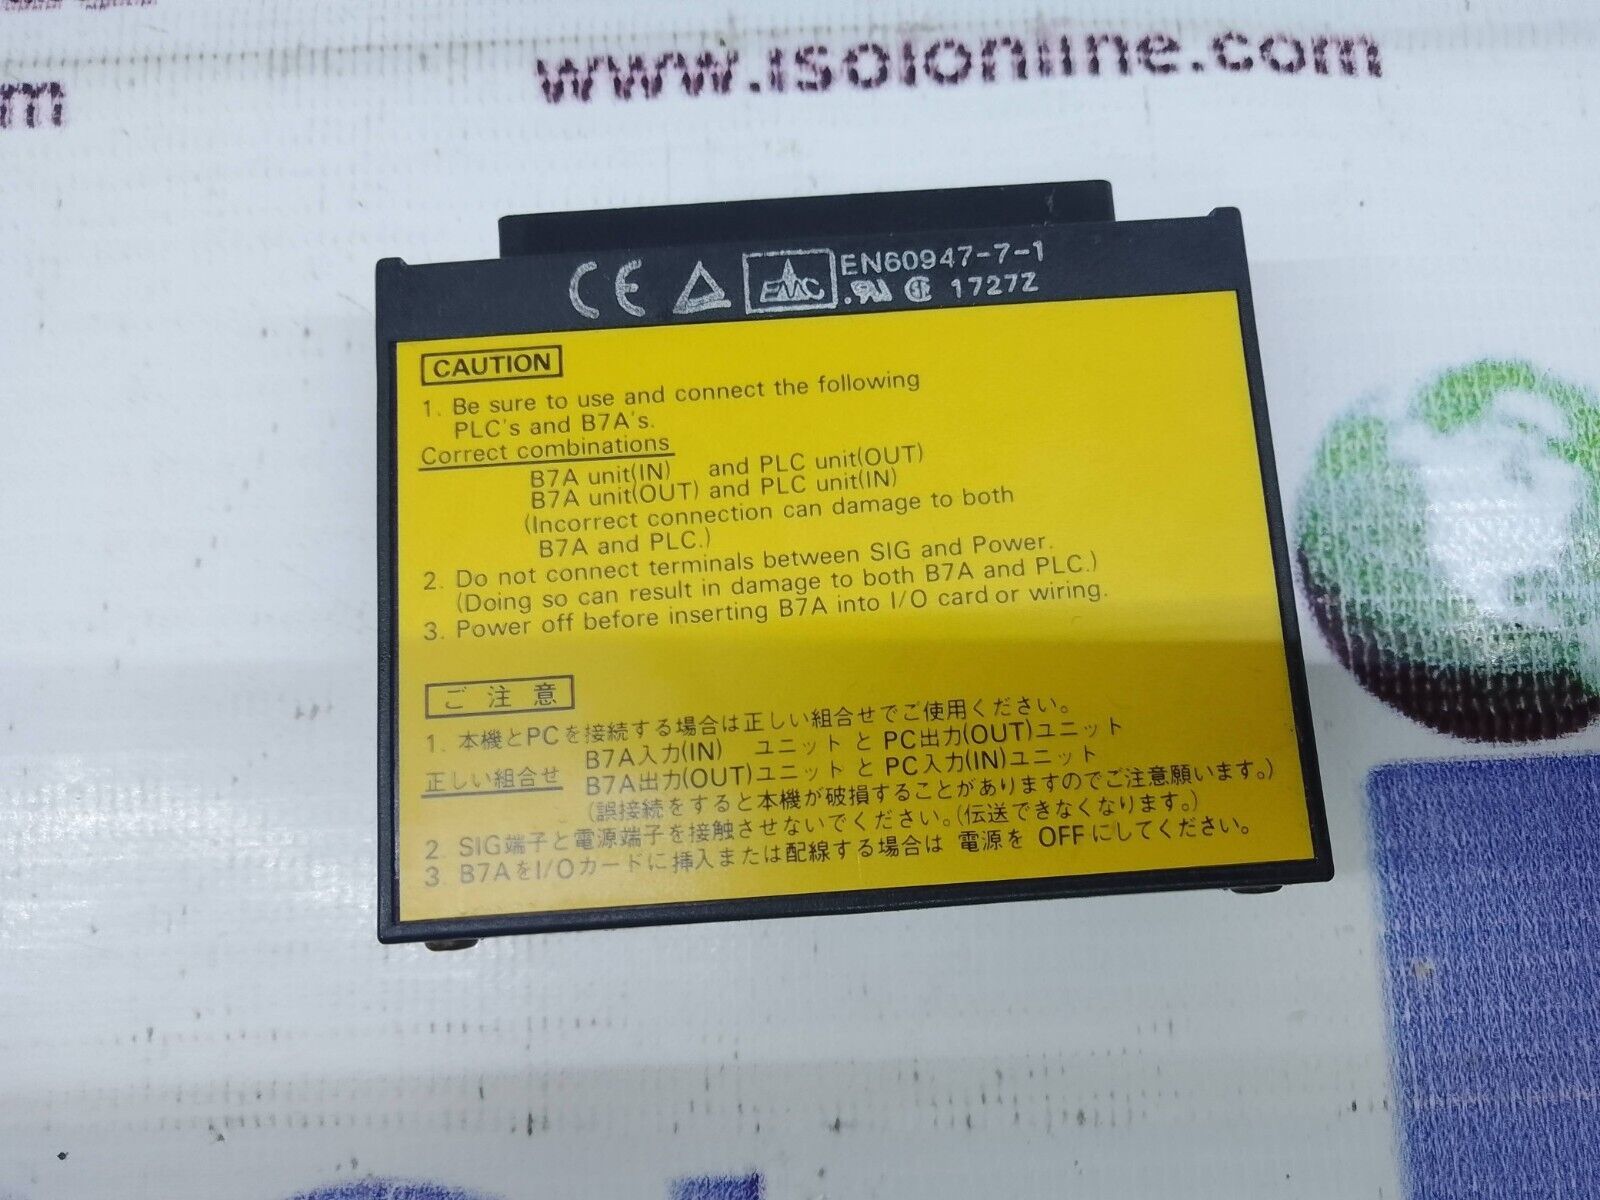 www.isolonline.com
m
CE EMC EN60947-7-1
1727Z
CAUTION
1. Be sure to use and connect the following
PLC's and B7A's.
Correct combinations
B7A unit(IN) and PLC unit(OUT)
B7A unit(OUT) and PLC unit(IN)
(Incorrect connection can damage to both
B7A and PLC.)
2. Do not connect terminals between SIG and Power.
(Doing so can result in damage to both B7A and PLC.)
3. Power off before inserting B7A into I/O card or wiring.
ご注意
1. 本機とPCを接続する場合は正しい組合せでご使用ください。
B7A入力(IN) ユニット と PC出力(OUT)ユニット
正しい組合せ B7A出力(OUT)ユニット と PC入力(IN)ユニット
(誤接続をすると本機が破損することがありますのでご注意願います。)
2. SIG端子と電源端子を接触させないでください。(伝送できなくなります。)
3 B7AをI/Oカードに挿入または配線する場合は 電源を OFFにしてください。